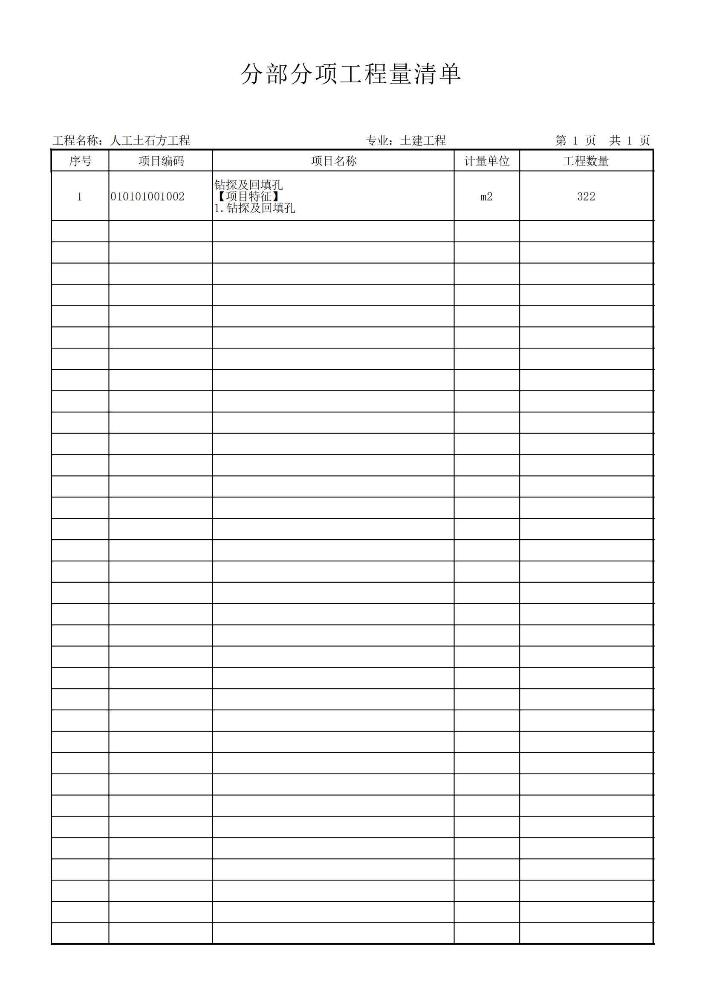 分部分项工程量清单
工程名称：人工土石方工程 专业：土建工程 第 1 页 共 1 页
序号 项目编码 项目名称 计量单位 工程数量
1 010101001002 钻探及回填孔 m2 322
【项目特征】
1.钻探及回填孔